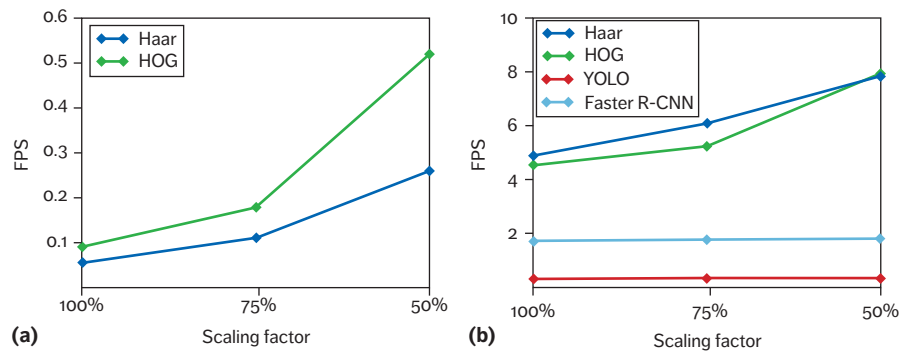 0.6
0.5
0.4
0.3
0.2
0.1
FPS
Haar
HOG
100%
75%
50%
Scaling factor
(a)
10
8
6
4
2
FPS
Haar
HOG
YOLO
Faster R-CNN
100%
75%
50%
Scaling factor
(b)